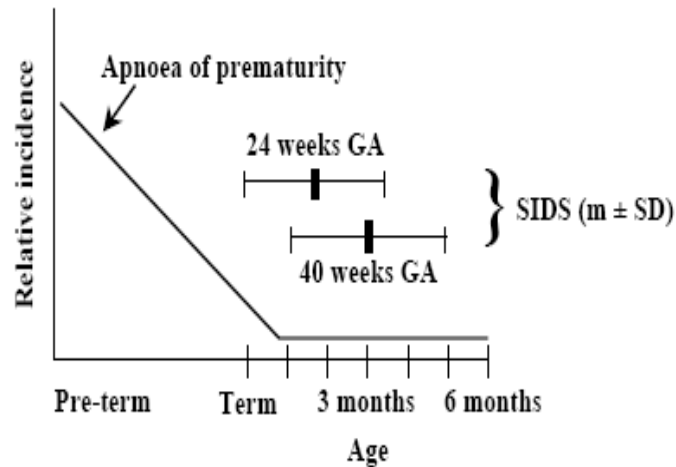 Relative incidence
Apnoea of prematurity
24 weeks GA
} SIDS (m ± SD)
40 weeks GA
Pre-term Term 3 months 6 months
Age